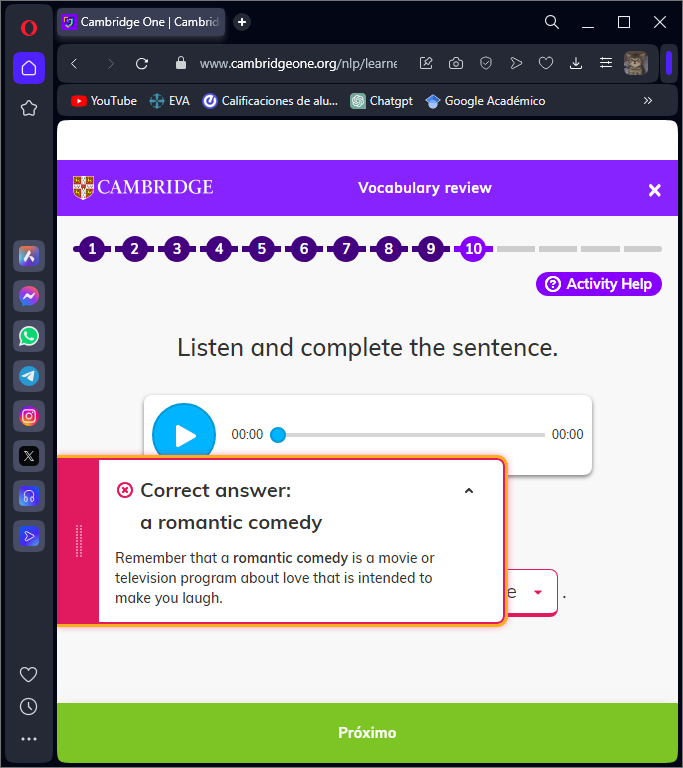 Cambridge One | Cambrid
www.cambridgeone.org/nlp/learne
YouTube
EVA
Calificaciones de alu...
Chatgpt
Google Académico
»
CAMBRIDGE
Vocabulary review
1 2 3 4 5 6 7 8 9 10
Activity Help
Listen and complete the sentence.
00:00
00:00
Correct answer:
a romantic comedy
Remember that a romantic comedy is a movie or
television program about love that is intended to
make you laugh.
e .
Próximo